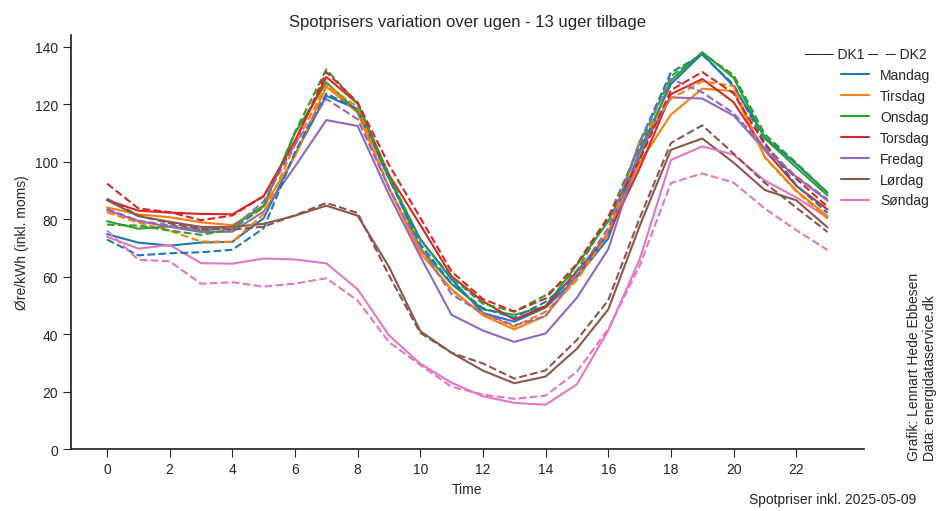 Spotprisers variation over ugen - 13 uger tilbage
Øre/kWh (inkl. moms)
140
120
100
80
60
40
20
0
0 2 4 6 8 10 12 14 16 18 20 22
Time
DK1 DK2
Mandag
Tirsdag
Onsdag
Torsdag
Fredag
Lørdag
Søndag
Grafik: Lennart Hede Ebbesen
Data: energidataservice.dk
Spotpriser inkl. 2025-05-09